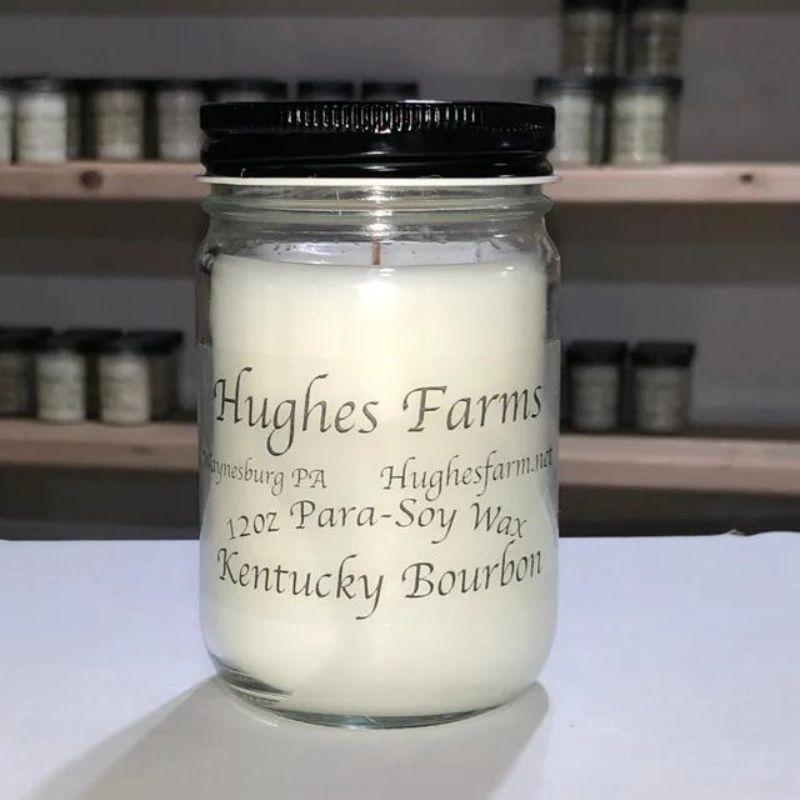 Hughes Farms
Waynesburg PA Hughesfarm.net
12oz Para-Soy Wax
Kentucky Bourbon